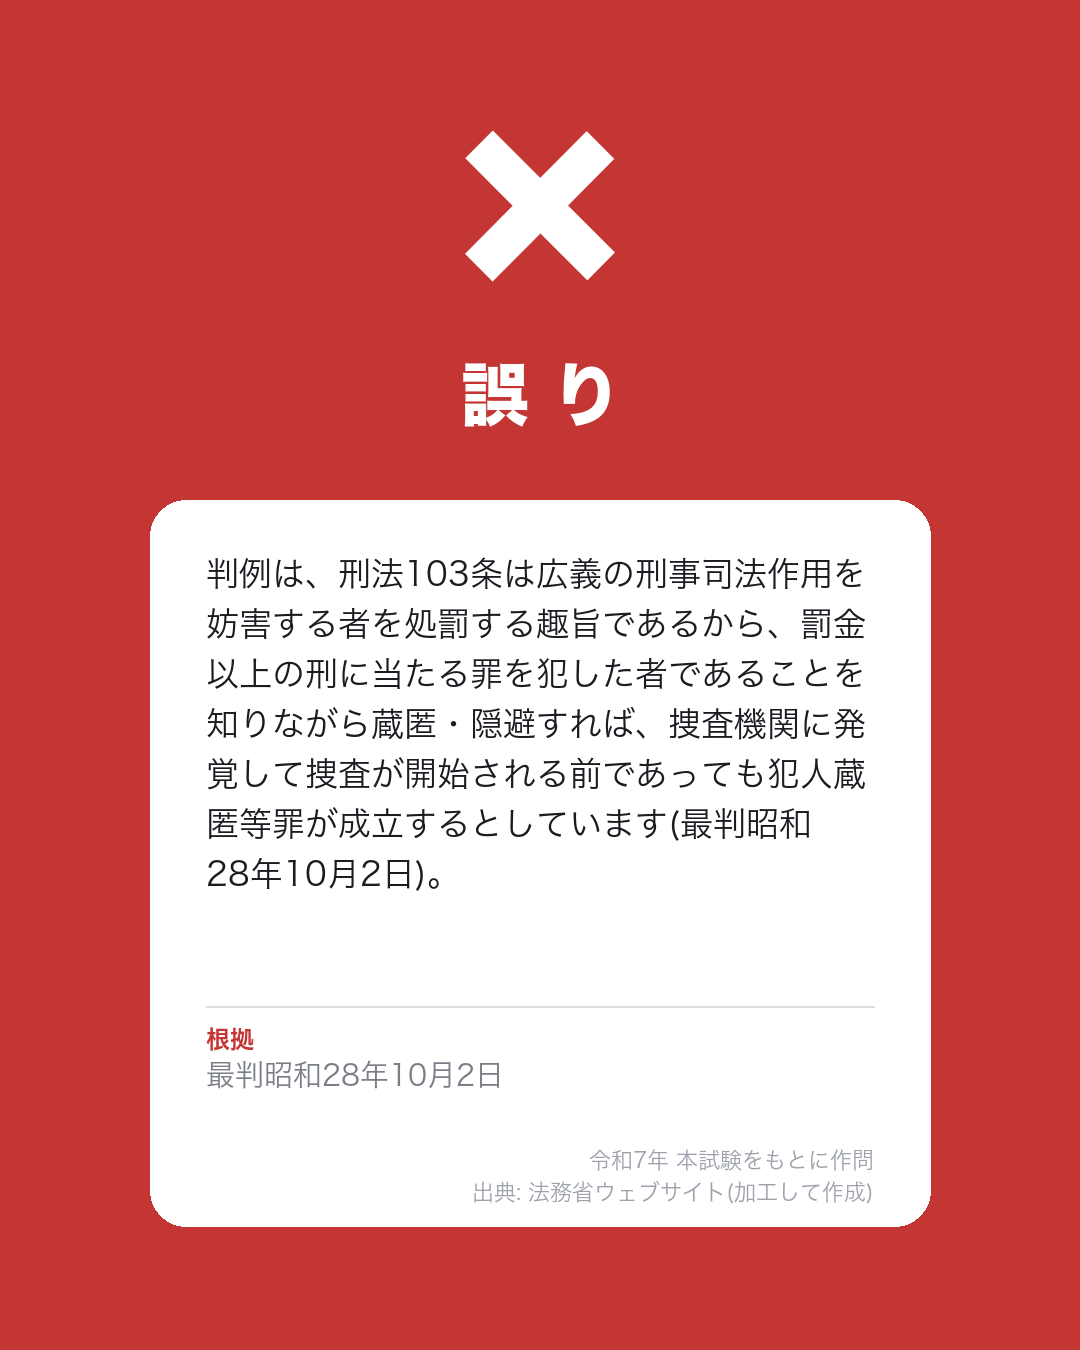 誤り
判例は、刑法103条は広義の刑事司法作用を
妨害する者を処罰する趣旨であるから、罰金
以上の刑に当たる罪を犯した者であることを
知りながら蔵匿・隠避すれば、捜査機関に発
覚して捜査が開始される前であっても犯人蔵
匿等罪が成立するとしています(最判昭和
28年10月2日)。
根拠
最判昭和28年10月2日
令和7年 本試験をもとに作問
出典: 法務省ウェブサイト(加工して作成)